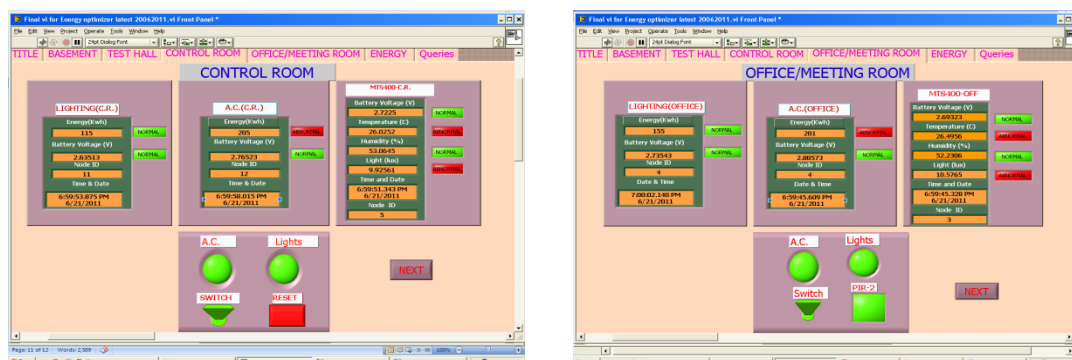 Final vi for Energy optimizer latest 20062011.vi Front Panel *
File Edit View Project Operate Tools Window Help
24pt Dialog Font
TITLE BASEMENT TEST HALL CONTROL ROOM OFFICE/MEETING ROOM ENERGY Queries
CONTROL ROOM
LIGHTING(C.R.)
Energy(Kwh)
115
NORMAL
Battery Voltage (V)
2.63513
NORMAL
Node ID
11
Time & Date
6:59:53.875 PM
6/21/2011
A.C.(C.R.)
Energy(Kwh)
205
ABNORMAL
Battery Voltage (V)
2.76523
NORMAL
Node ID
12
Time & Date
6:59:58.015 PM
6/21/2011
MTS400-C.R.
Battery Voltage (V)
2.7225
NORMAL
Temperature (C)
26.0252
ABNORMAL
Humidity (%)
53.0645
NORMAL
Light (lux)
9.92561
ABNORMAL
Time and Date
6:59:51.343 PM
6/21/2011
Node ID
5
A.C.
Lights
SWITCH
RESET
NEXT
Page: 11 of 12 Words: 2,589
100%
Final vi for Energy optimizer latest 20062011.vi Front Panel *
File Edit View Project Operate Tools Window Help
24pt Dialog Font
TITLE BASEMENT TEST HALL CONTROL ROOM OFFICE/MEETING ROOM ENERGY Queries
OFFICE/MEETING ROOM
LIGHTING(OFFICE)
Energy(Kwh)
155
NORMAL
Battery Voltage (V)
2.73543
NORMAL
Node ID
4
Date & Time
7:00:02.140 PM
6/21/2011
A.C.(OFFICE)
Energy(Kwh)
201
ABNORMAL
Battery Voltage (V)
2.88573
NORMAL
Node ID
4
Date & Time
6:59:45.609 PM
6/21/2011
MTS400-OFF
Battery Voltage (V)
2.69323
NORMAL
Temperature (C)
26.4956
ABNORMAL
Humidity (%)
52.2306
NORMAL
Light (lux)
10.5765
ABNORMAL
Time and Date
6:59:45.328 PM
6/21/2011
Node ID
3
A.C.
Lights
Switch
PIR-2
NEXT